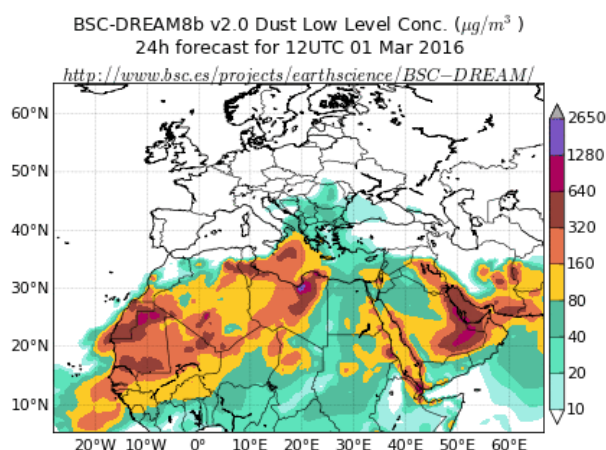 BSC-DREAM8b v2.0 Dust Low Level Conc. (μg/m³ )
24h forecast for 12UTC 01 Mar 2016
http://www.bsc.es/projects/earthscience/BSC−DREAM/
60°N
50°N
40°N
30°N
20°N
10°N
20°W 10°W 0° 10°E 20°E 30°E 40°E 50°E 60°E
2650
1280
640
320
160
80
40
20
10